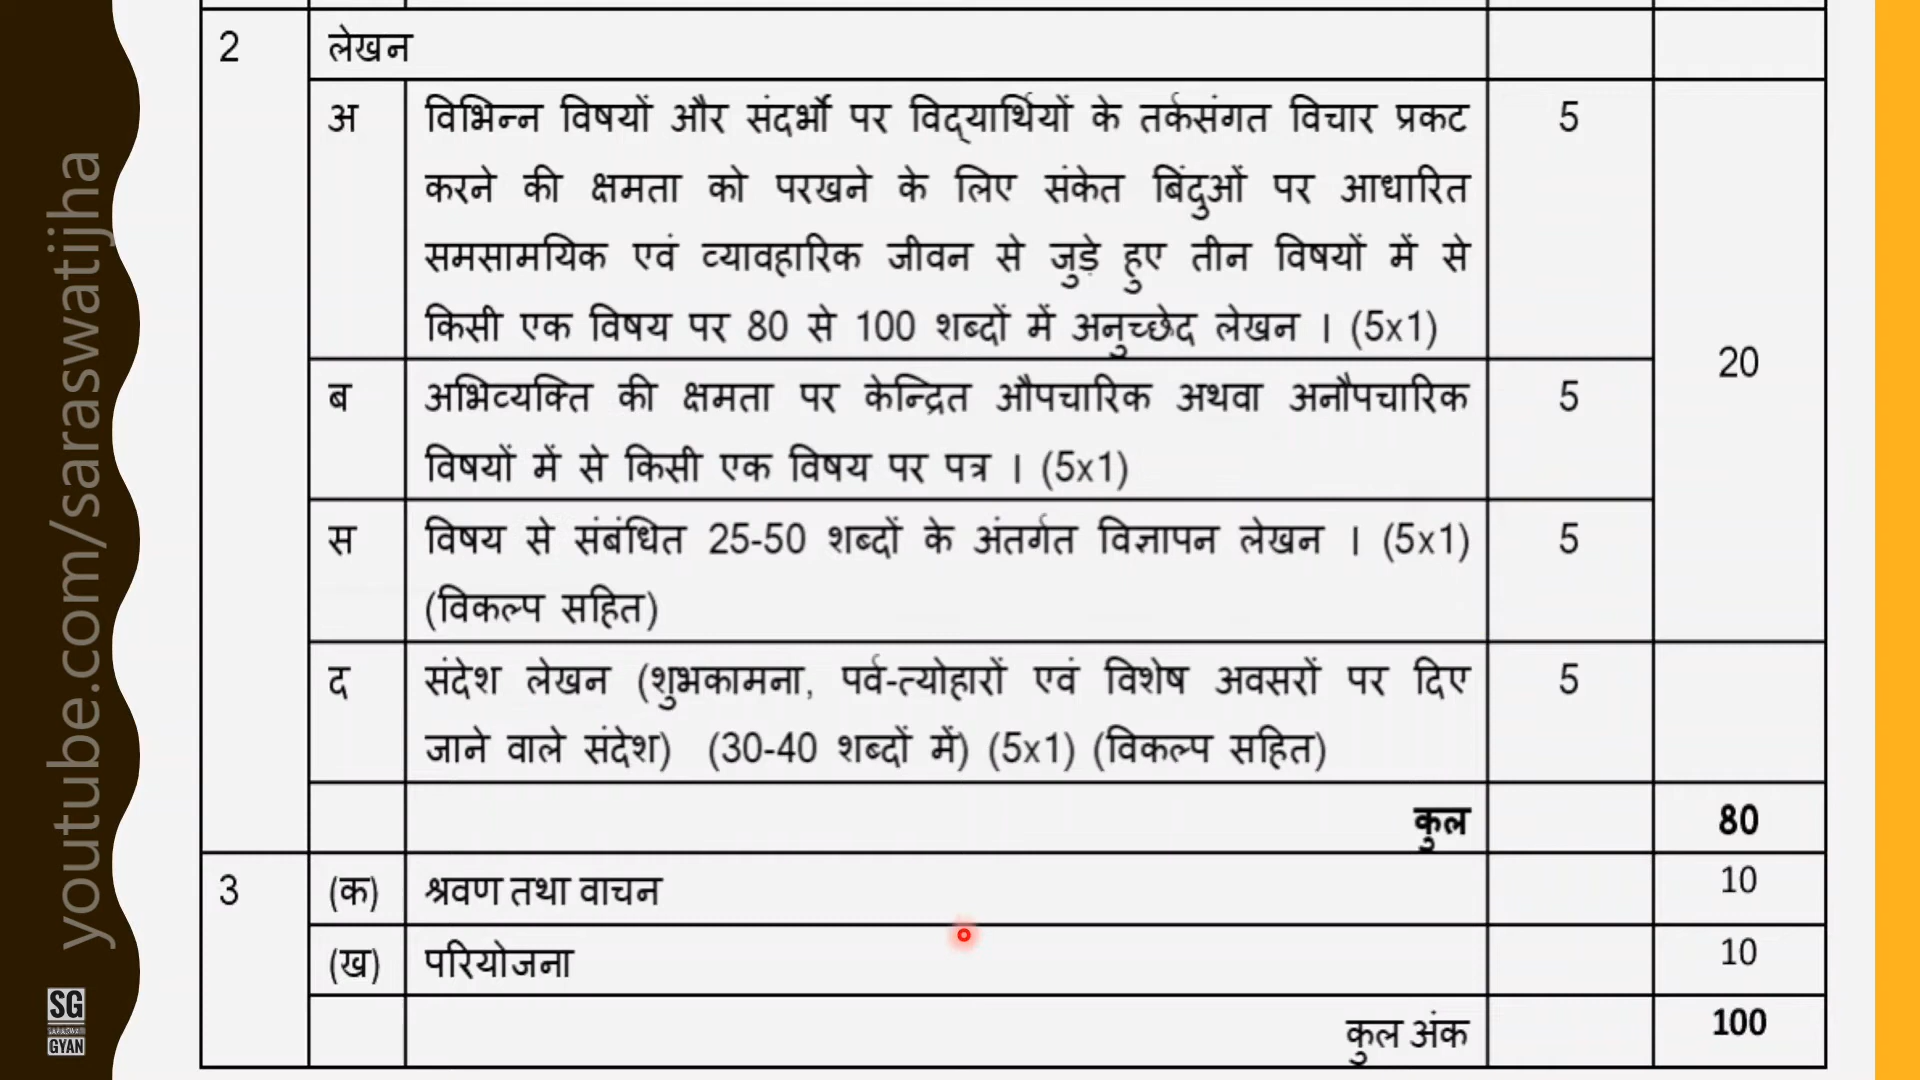 2 लेखन
अ विभिन्न विषयों और संदर्भो पर विद्यार्थियों के तर्कसंगत विचार प्रकट 5
करने की क्षमता को परखने के लिए संकेत बिंदुओं पर आधारित
समसामयिक एवं व्यावहारिक जीवन से जुड़े हुए तीन विषयों में से
किसी एक विषय पर 80 से 100 शब्दों में अनुच्छेद लेखन । (5x1)
20
ब अभिव्यक्ति की क्षमता पर केन्द्रित औपचारिक अथवा अनौपचारिक 5
विषयों में से किसी एक विषय पर पत्र । (5x1)
स विषय से संबंधित 25-50 शब्दों के अंतर्गत विज्ञापन लेखन । (5x1) 5
(विकल्प सहित)
द संदेश लेखन (शुभकामना, पर्व-त्योहारों एवं विशेष अवसरों पर दिए 5
जाने वाले संदेश) (30-40 शब्दों में) (5x1) (विकल्प सहित)
कुल 80
3 (क) श्रवण तथा वाचन 10
(ख) परियोजना 10
कुल अंक 100
youtube.com/saraswatijha
SG
SARASWATI
GYAN